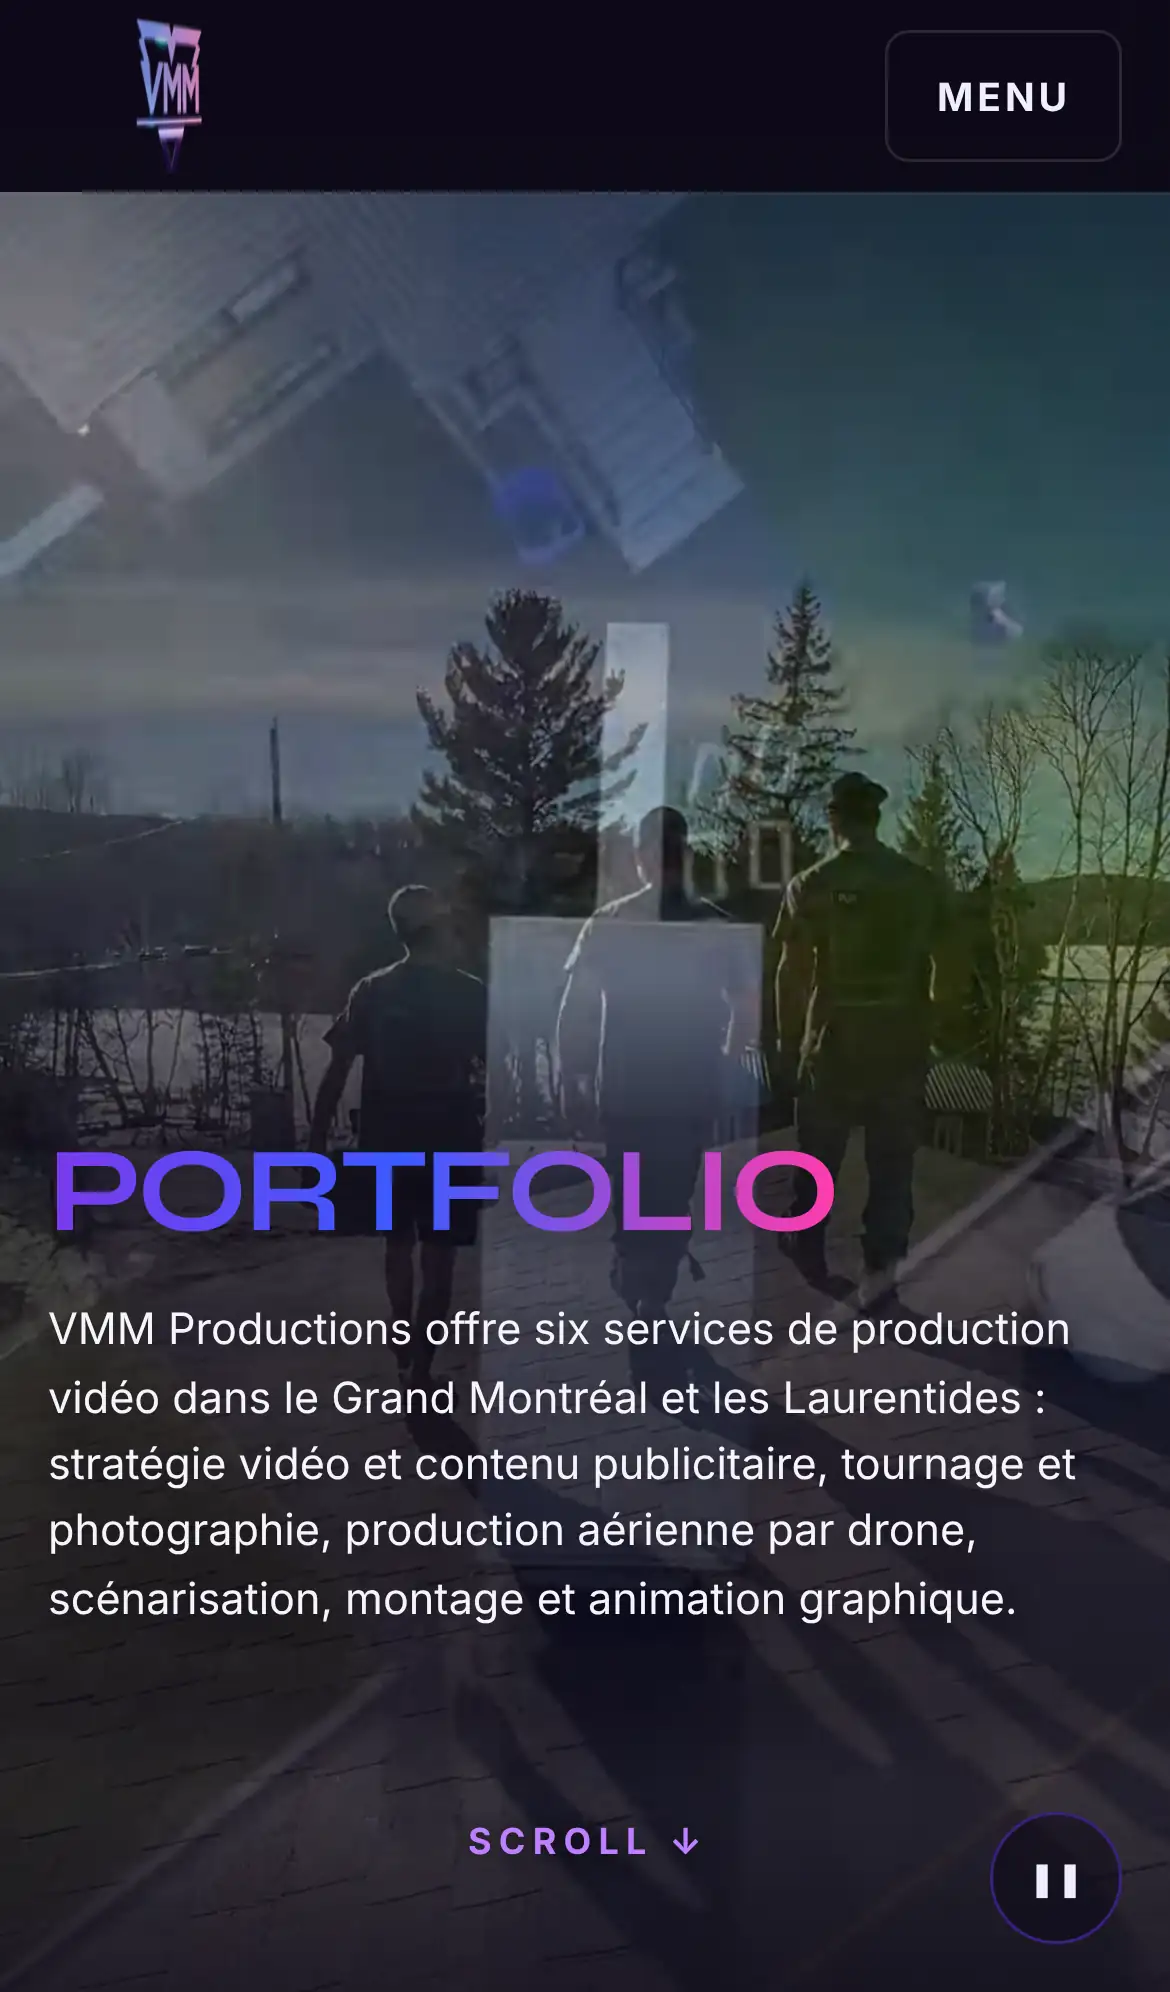 VMM
MENU
PORTFOLIO
VMM Productions offre six services de production
vidéo dans le Grand Montréal et les Laurentides :
stratégie vidéo et contenu publicitaire, tournage et
photographie, production aérienne par drone,
scénarisation, montage et animation graphique.
SCROLL ↓